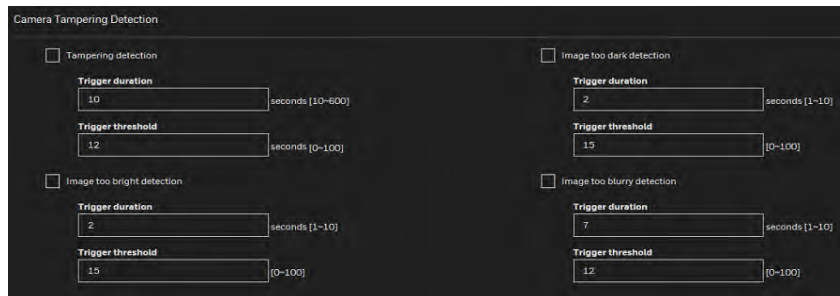 Camera Tampering Detection
Tampering detection
Trigger duration
10 seconds [10~600]
Trigger threshold
12 seconds [0~100]
Image too dark detection
Trigger duration
2 seconds [1~10]
Trigger threshold
15 [0~100]
Image too bright detection
Trigger duration
2 seconds [1~10]
Trigger threshold
15 [0~100]
Image too blurry detection
Trigger duration
7 seconds [1~10]
Trigger threshold
12 [0~100]